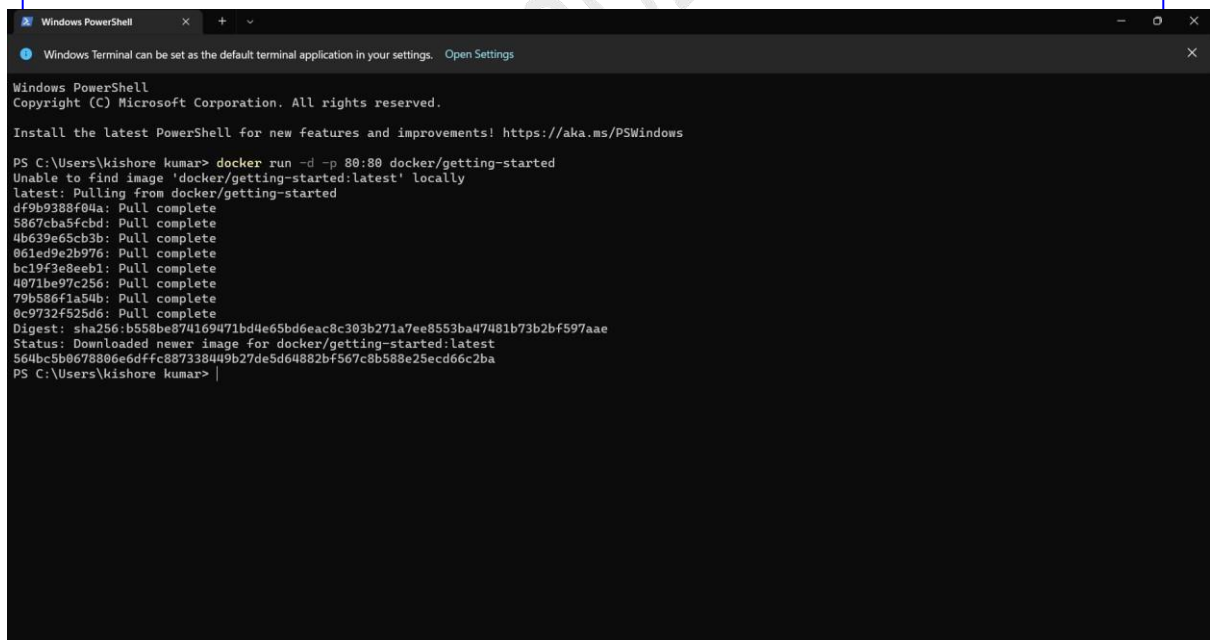 Windows PowerShell
Windows Terminal can be set as the default terminal application in your settings. Open Settings
Windows PowerShell
Copyright (C) Microsoft Corporation. All rights reserved.
Install the latest PowerShell for new features and improvements! https://aka.ms/PSWindows
PS C:\Users\kishore kumar> docker run -d -p 80:80 docker/getting-started
Unable to find image 'docker/getting-started:latest' locally
latest: Pulling from docker/getting-started
df9b9388f04a: Pull complete
5867cba5fcbd: Pull complete
4b639e65cb3b: Pull complete
061ed9e2b976: Pull complete
bc19f3e8eeb1: Pull complete
4071be97c256: Pull complete
79b586f1a54b: Pull complete
0c9732f525d6: Pull complete
Digest: sha256:b558be874169471bd4e65bd6eac8c303b271a7ee8553ba47481b73b2bf597aae
Status: Downloaded newer image for docker/getting-started:latest
564bc5b0678806e6dffc887338449b27de5d64882bf567c8b588e25ecd66c2ba
PS C:\Users\kishore kumar>